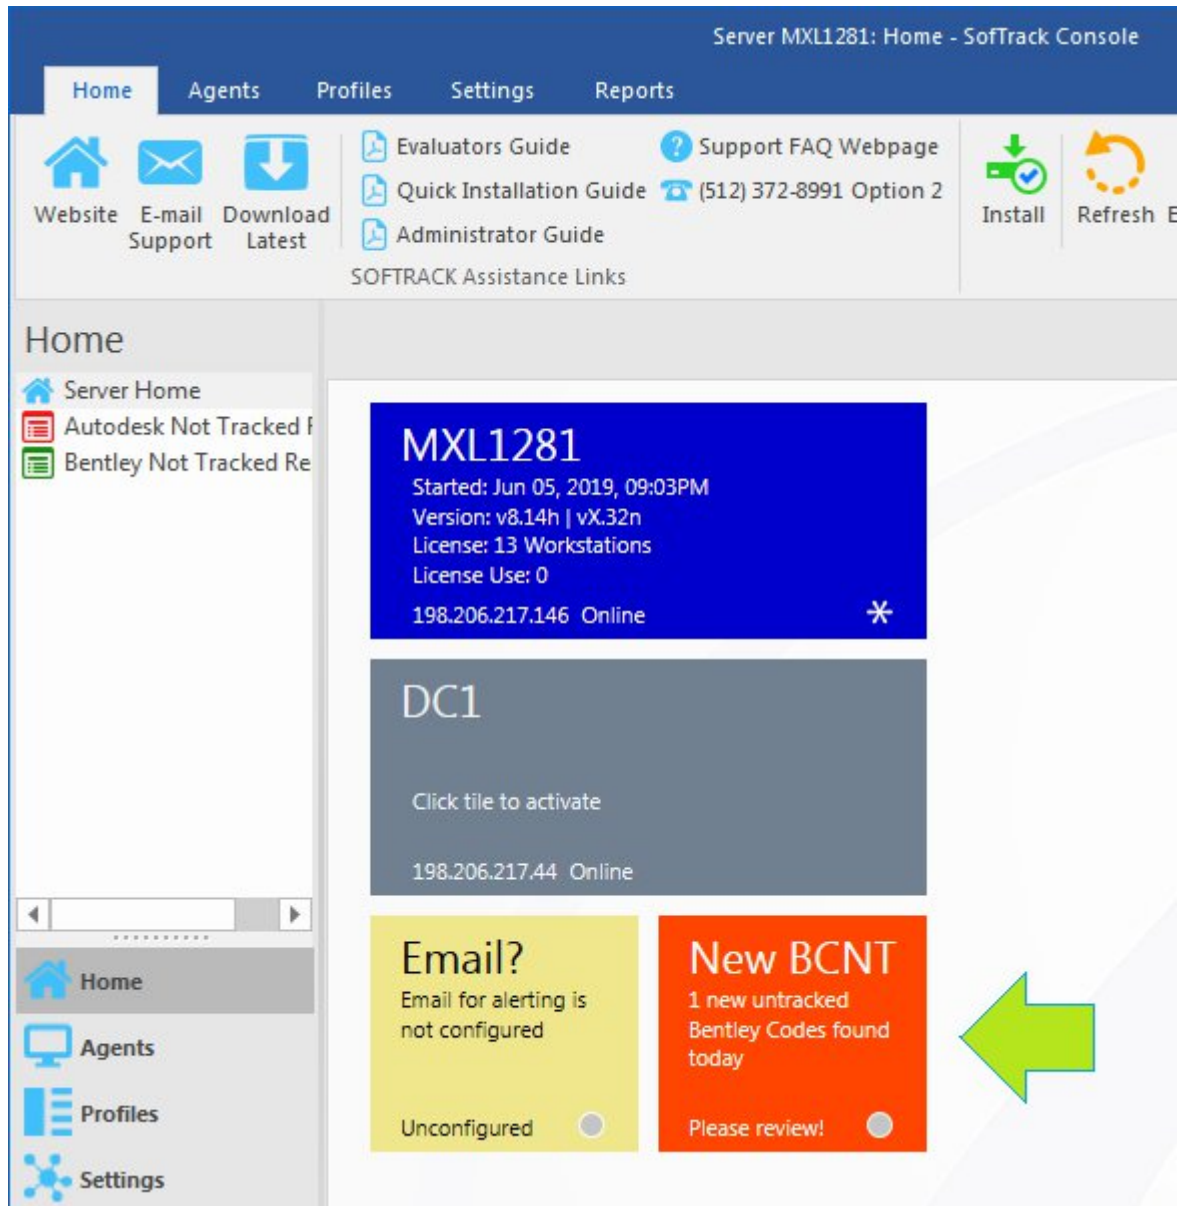 Server MXL1281: Home - SofTrack Console
Home Agents Profiles Settings Reports
Website
E-mail Support
Download Latest
Evaluators Guide
Quick Installation Guide
Administrator Guide
Support FAQ Webpage
(512) 372-8991 Option 2
SOFTRACK Assistance Links
Install
Refresh
E
Home
Server Home
Autodesk Not Tracked
Bentley Not Tracked Re
MXL1281
Started: Jun 05, 2019, 09:03PM
Version: v8.14h | vX.32n
License: 13 Workstations
License Use: 0
198.206.217.146 Online
DC1
Click tile to activate
198.206.217.44 Online
Email?
Email for alerting is
not configured
Unconfigured
New BCNT
1 new untracked
Bentley Codes found
today
Please review!
Home
Agents
Profiles
Settings